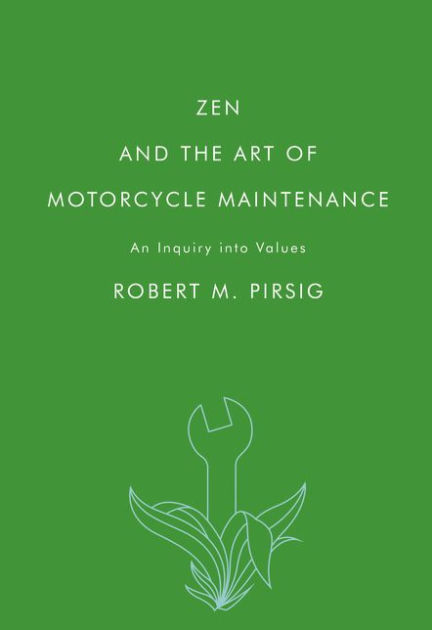 ZEN
AND THE ART OF
MOTORCYCLE MAINTENANCE
An Inquiry into Values
ROBERT M. PIRSIG